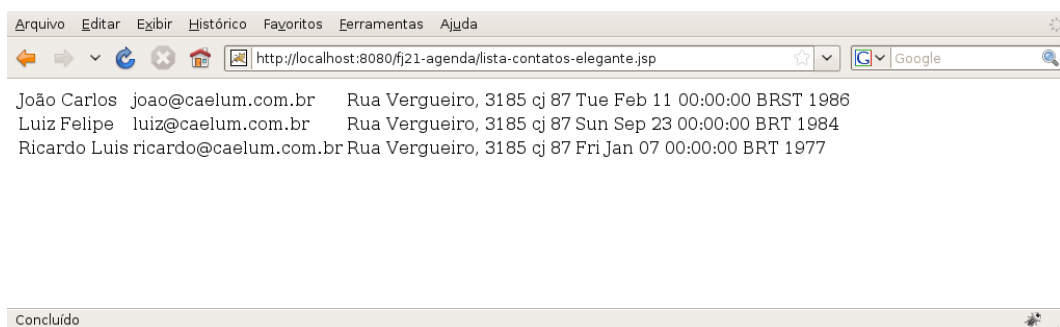 Arquivo Editar Exibir Histórico Favoritos Ferramentas Ajuda
http://localhost:8080/fj21-agenda/lista-contatos-elegante.jsp G Google
João Carlos joao@caelum.com.br Rua Vergueiro, 3185 cj 87 Tue Feb 11 00:00:00 BRST 1986
Luiz Felipe luiz@caelum.com.br Rua Vergueiro, 3185 cj 87 Sun Sep 23 00:00:00 BRT 1984
Ricardo Luis ricardo@caelum.com.br Rua Vergueiro, 3185 cj 87 Fri Jan 07 00:00:00 BRT 1977
Concluído